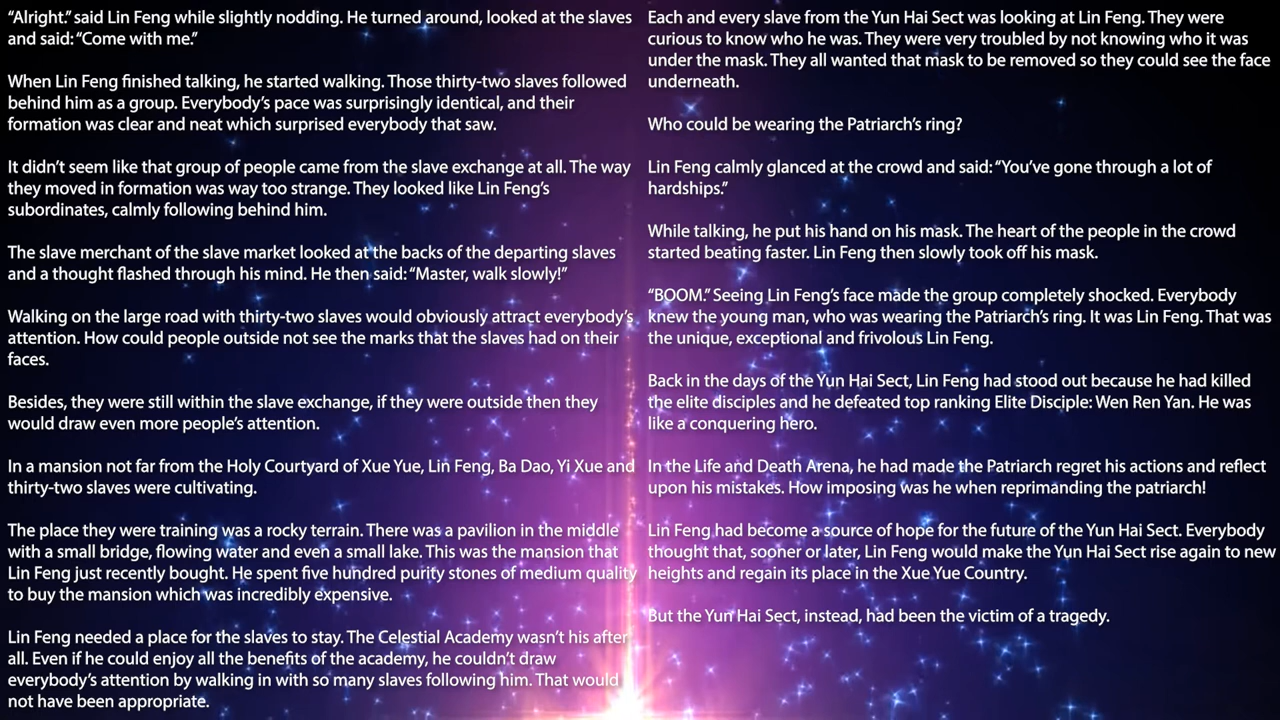 “Alright.” said Lin Feng while slightly nodding. He turned around, looked at the slaves
and said: “Come with me.”
When Lin Feng finished talking, he started walking. Those thirty-two slaves followed
behind him as a group. Everybody’s pace was surprisingly identical, and their
formation was clear and neat which surprised everybody that saw.
It didn’t seem like that group of people came from the slave exchange at all. The way
they moved in formation was way too strange. They looked like Lin Feng’s
subordinates, calmly following behind him.
The slave merchant of the slave market looked at the backs of the departing slaves
and a thought flashed through his mind. He then said: “Master, walk slowly!”
Walking on the large road with thirty-two slaves would obviously attract everybody’s
attention. How could people outside not see the marks that the slaves had on their
faces.
Besides, they were still within the slave exchange, if they were outside then they
would draw even more people’s attention.
In a mansion not far from the Holy Courtyard of Xue Yue, Lin Feng, Ba Dao, Yi Xue and
thirty-two slaves were cultivating.
The place they were training was a rocky terrain. There was a pavilion in the middle
with a small bridge, flowing water and even a small lake. This was the mansion that
Lin Feng just recently bought. He spent five hundred purity stones of medium quality
to buy the mansion which was incredibly expensive.
Lin Feng needed a place for the slaves to stay. The Celestial Academy wasn’t his after
all. Even if he could enjoy all the benefits of the academy, he couldn’t draw
everybody’s attention by walking in with so many slaves following him. That would
not have been appropriate.
Each and every slave from the Yun Hai Sect was looking at Lin Feng. They were
curious to know who he was. They were very troubled by not knowing who it was
under the mask. They all wanted that mask to be removed so they could see the face
underneath.
Who could be wearing the Patriarch’s ring?
Lin Feng calmly glanced at the crowd and said: “You’ve gone through a lot of
hardships.”
While talking, he put his hand on his mask. The heart of the people in the crowd
started beating faster. Lin Feng then slowly took off his mask.
“BOOM.” Seeing Lin Feng’s face made the group completely shocked. Everybody
knew the young man, who was wearing the Patriarch’s ring. It was Lin Feng. That was
the unique, exceptional and frivolous Lin Feng.
Back in the days of the Yun Hai Sect, Lin Feng had stood out because he had killed
the elite disciples and he defeated top ranking Elite Disciple: Wen Ren Yan. He was
like a conquering hero.
In the Life and Death Arena, he had made the Patriarch regret his actions and reflect
upon his mistakes. How imposing was he when reprimanding the patriarch!
Lin Feng had become a source of hope for the future of the Yun Hai Sect. Everybody
thought that, sooner or later, Lin Feng would make the Yun Hai Sect rise again to new
heights and regain its place in the Xue Yue Country.
But the Yun Hai Sect, instead, had been the victim of a tragedy.